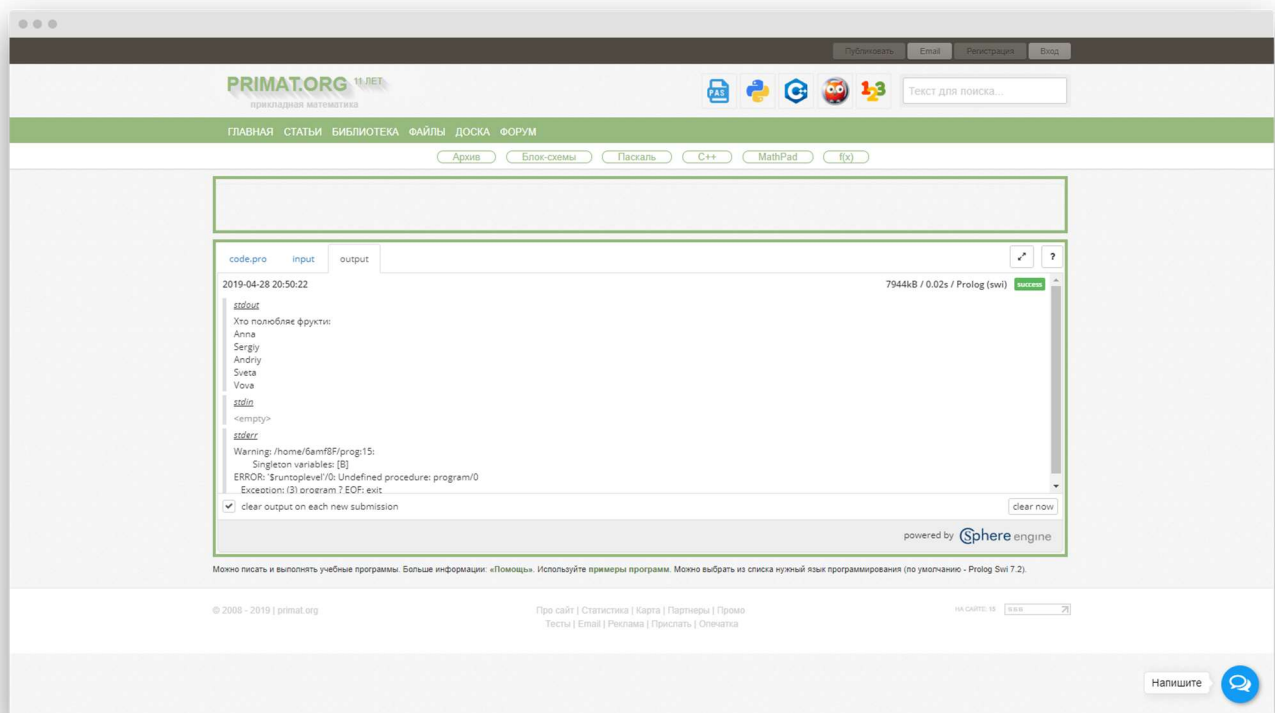 Публиковать Email Регистрация Вход
PRIMAT.ORG 11 ЛЕТ
прикладная математика
PAS
123
Текст для поиска...
ГЛАВНАЯ СТАТЬИ БИБЛИОТЕКА ФАЙЛЫ ДОСКА ФОРУМ
Архив Блок-схемы Паскаль C++ MathPad f(x)
code.pro input output ?
2019-04-28 20:50:22 7944kB / 0.02s / Prolog (swi) success
stdout
Хто полюбляє фрукти:
Anna
Sergiy
Andriy
Sveta
Vova
stdin
<empty>
stderr
Warning: /home/6amf8F/prog:15:
Singleton variables: [B]
ERROR: '$runtoplevel'/0: Undefined procedure: program/0
Exception: (3) program ? EOF: exit
clear output on each new submission clear now
powered by Sphere engine
Можно писать и выполнять учебные программы. Больше информации: «Помощь». Используйте примеры программ. Можно выбрать из списка нужный язык программирования (по умолчанию - Prolog Swi 7.2).
© 2008 - 2019 | primat.org Про сайт | Статистика | Карта | Партнеры | Промо
Тесты | Email | Реклама | Прислать | Опечатка
Напишите